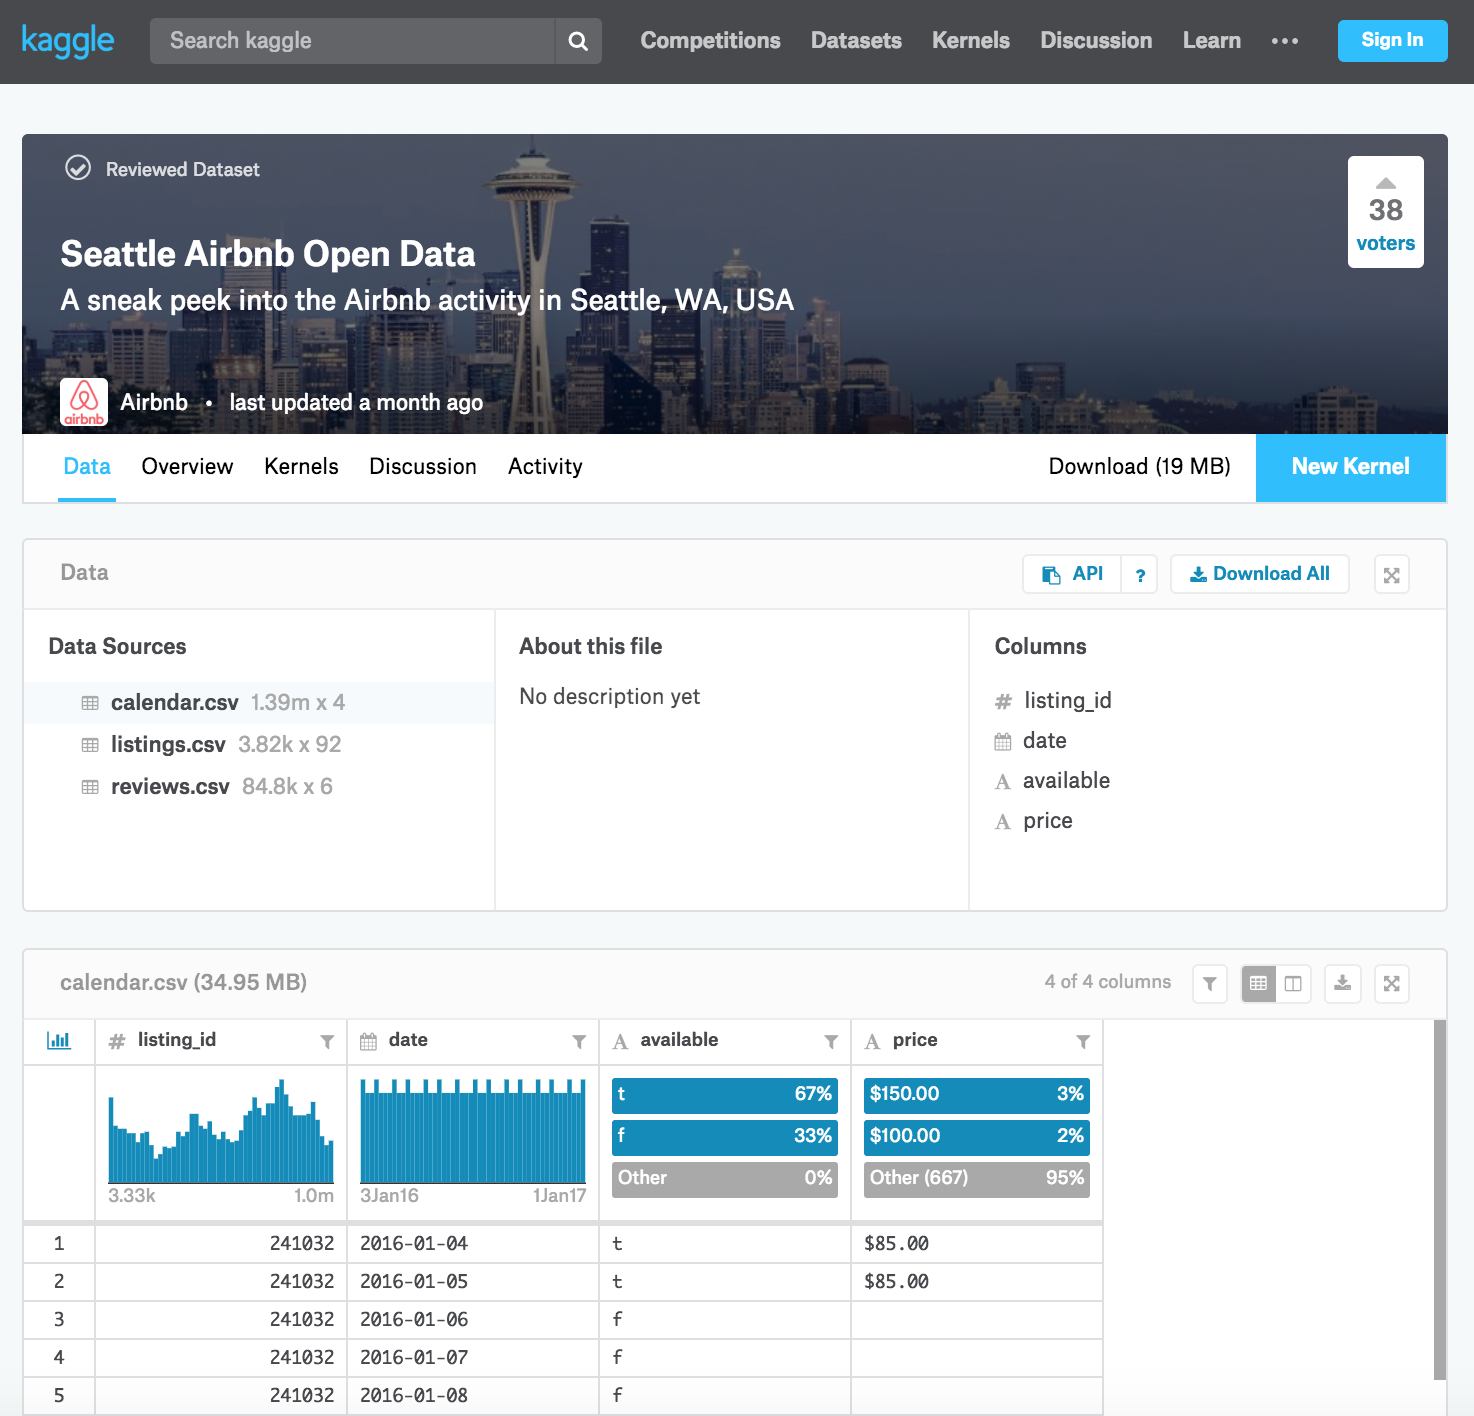 kaggle
Search kaggle
Competitions Datasets Kernels Discussion Learn
Sign In
Reviewed Dataset
38
voters
Seattle Airbnb Open Data
A sneak peek into the Airbnb activity in Seattle, WA, USA
airbnb
Airbnb • last updated a month ago
Data Overview Kernels Discussion Activity Download (19 MB) New Kernel
Data API ? Download All
Data Sources
calendar.csv 1.39m x 4
listings.csv 3.82k x 92
reviews.csv 84.8k x 6
About this file
No description yet
Columns
# listing_id
date
A available
A price
calendar.csv (34.95 MB) 4 of 4 columns
# listing_id date A available A price
t 67% $150.00 3%
f 33% $100.00 2%
Other 0% Other (667) 95%
3.33k 1.0m 3Jan16 1Jan17
1 241032 2016-01-04 t $85.00
2 241032 2016-01-05 t $85.00
3 241032 2016-01-06 f
4 241032 2016-01-07 f
5 241032 2016-01-08 f